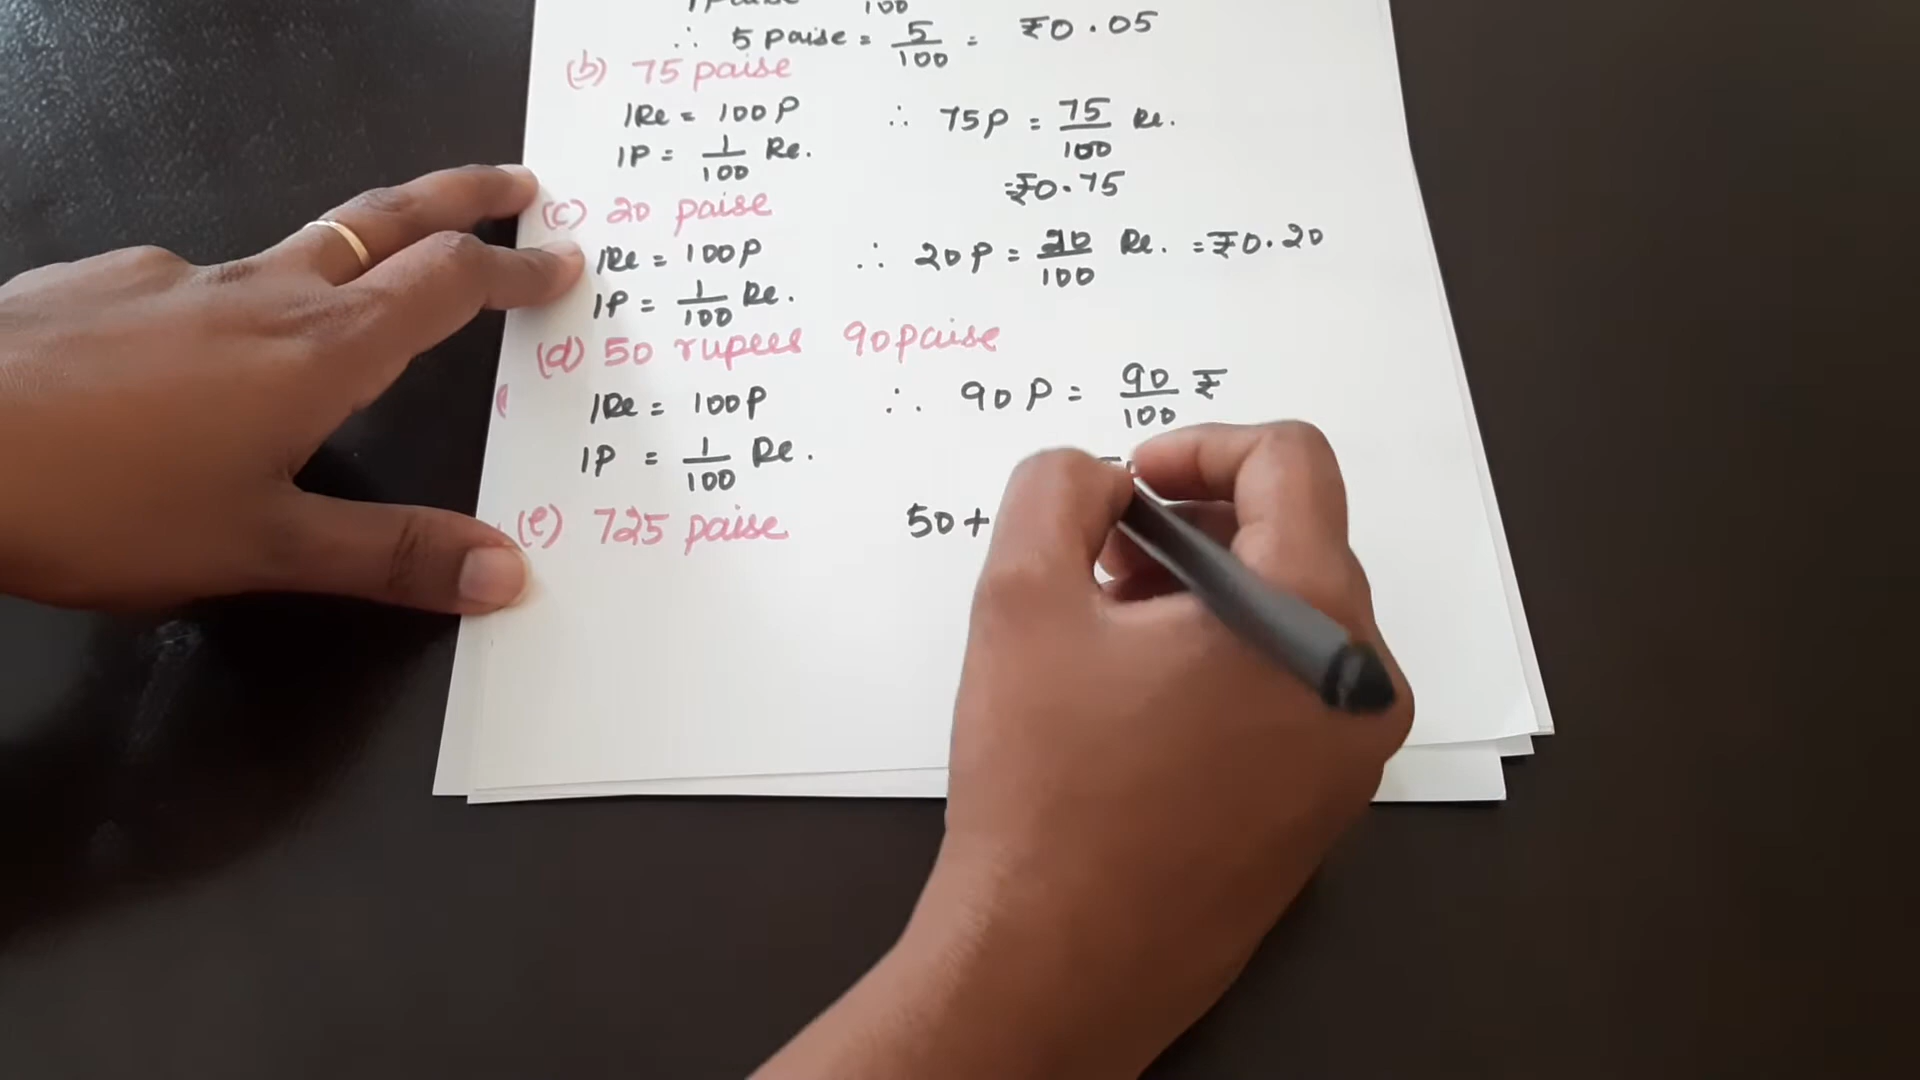 100
∴ 5 paise = 5/100 = ₹0.05
(b) 75 paise
1Re = 100P ∴ 75P = 75/100 Re.
1P = 1/100 Re.
=₹0.75
(c) 20 paise
1Re = 100P ∴ 20P = 20/100 Re. = ₹0.20
1P = 1/100 Re.
(d) 50 rupees 90paise
1Re = 100P ∴ 90P = 90/100 ₹
1P = 1/100 Re.
(e) 725 paise 50+